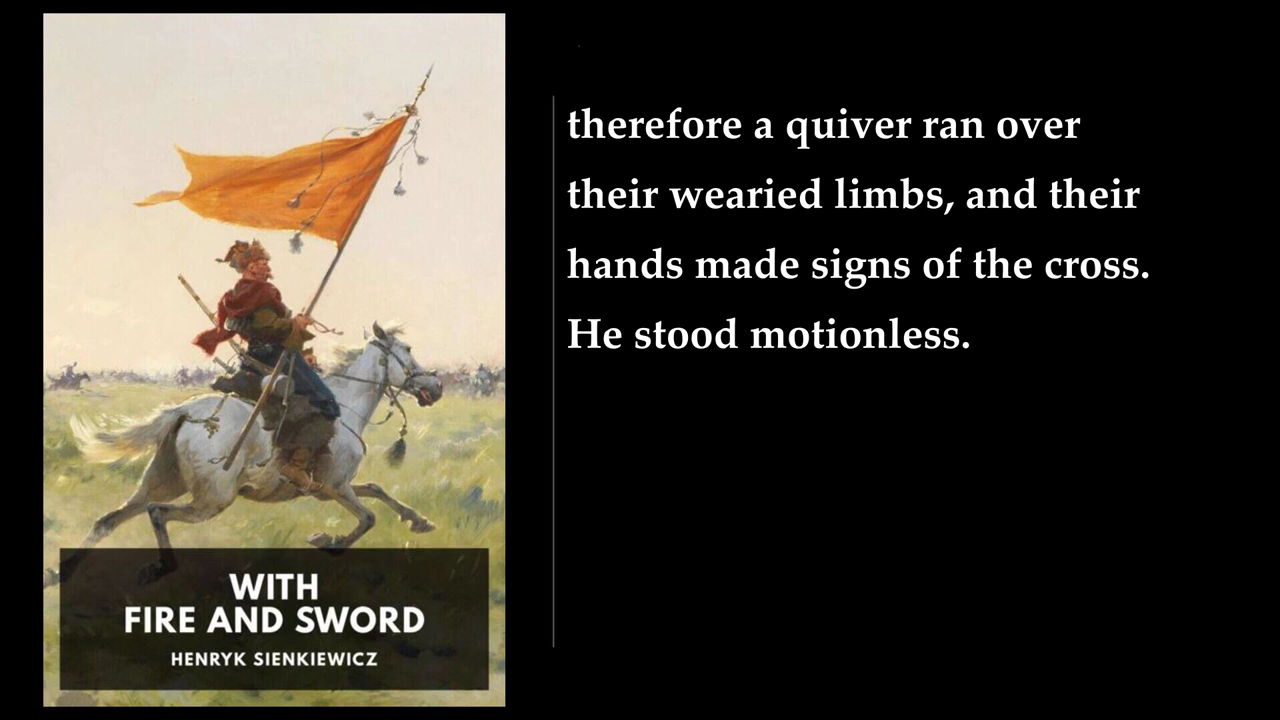 therefore a quiver ran over
their wearied limbs, and their
hands made signs of the cross.
He stood motionless.
WITH
FIRE AND SWORD
HENRYK SIENKIEWICZ